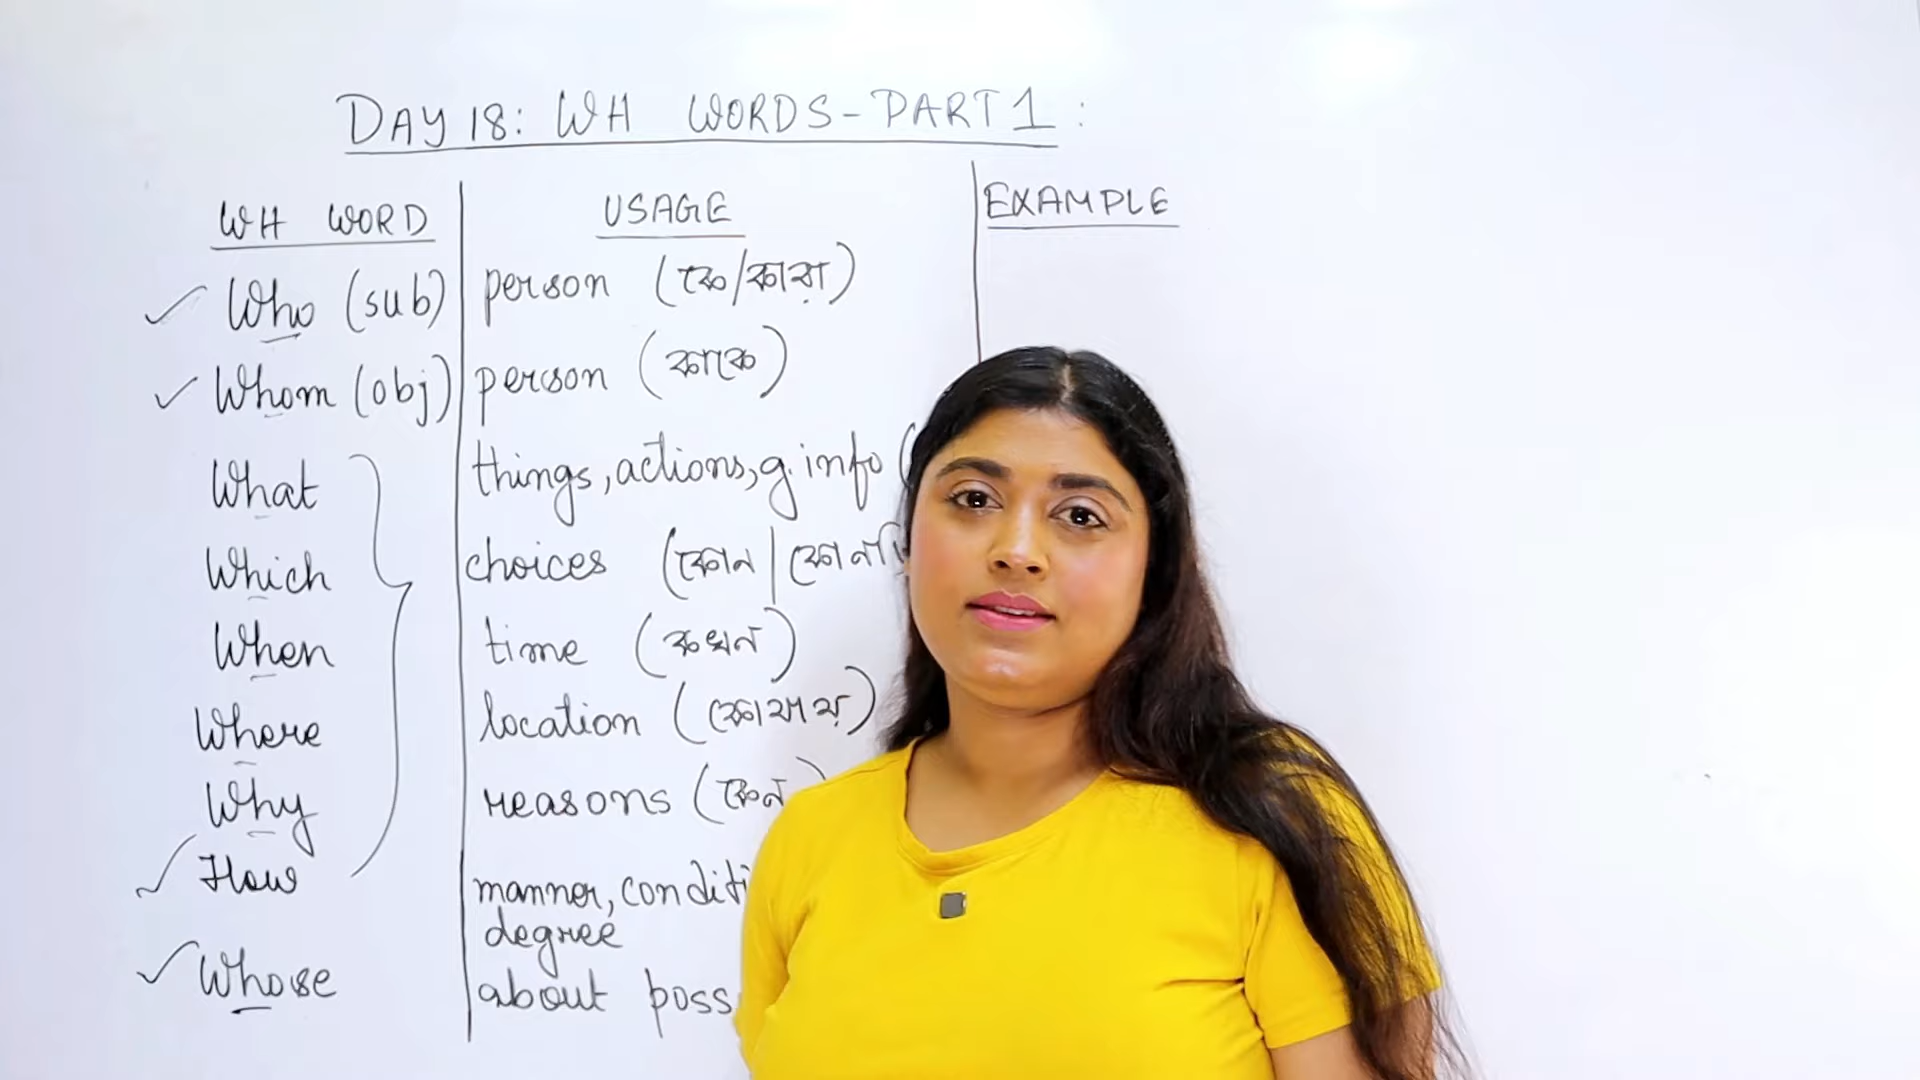 DAY 18: WH WORDS - PART 1 :
WH WORD USAGE EXAMPLE
Who (sub) person (কে/কারা)
Whom (obj) person (কাকে)
What things, actions, g. info (
Which choices (কোন | কোনটি
When time (কখন)
Where location (কোথায়)
Why reasons (কেন)
How manner, conditi
degree
Whose about poss